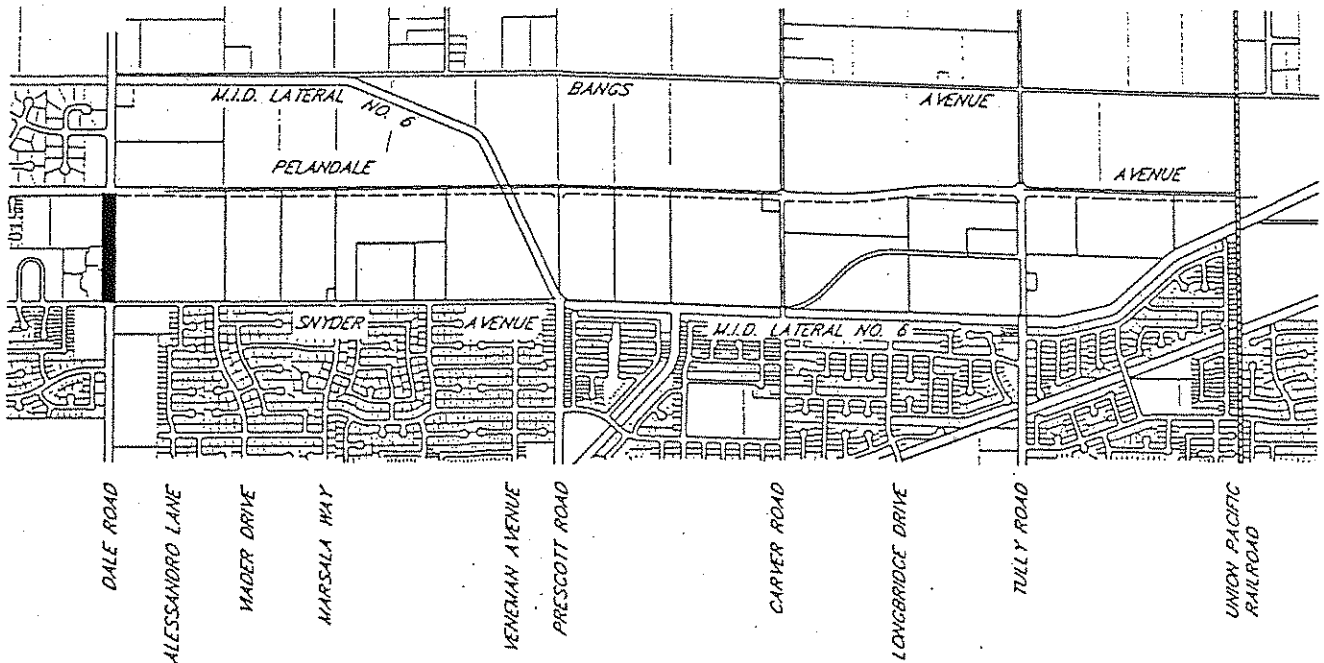 BANGS
AVENUE
M.I.D. LATERAL
NO. 6
PELANDALE
AVENUE
SNYDER
AVENUE
M.I.D. LATERAL NO. 6
DALE ROAD
ALESSANDRO LANE
VIADER DRIVE
MARSALA WAY
VENEMAN AVENUE
PRESCOTT ROAD
CARVER ROAD
LONGBRIDGE DRIVE
TULLY ROAD
UNION PACIFIC
RAILROAD